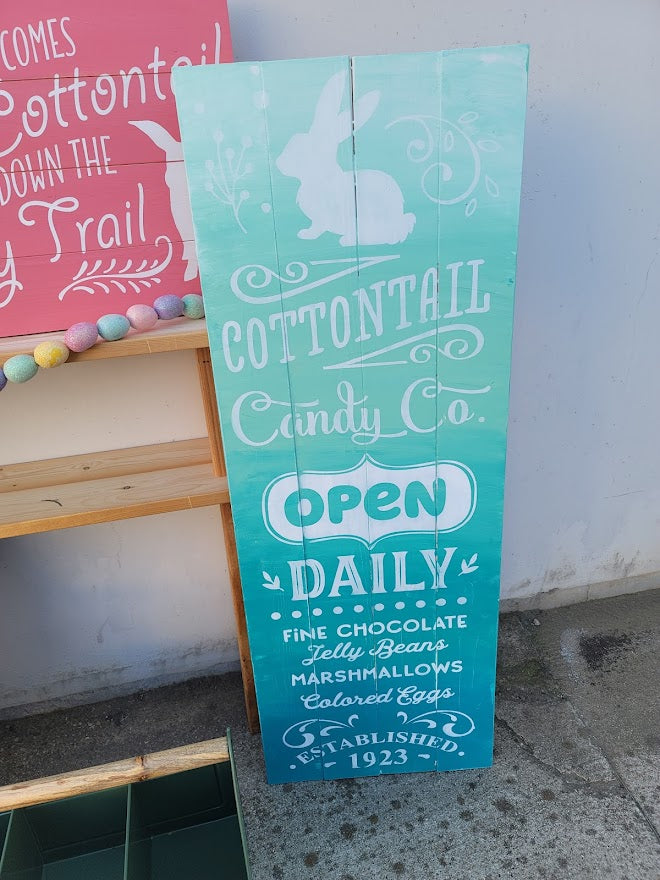 COMES
Cottontail
DOWN THE
Trail
COTTONTAIL
Candy Co.
OPEN
DAILY
FINE CHOCOLATE
Jelly Beans
MARSHMALLOWS
Colored Eggs
ESTABLISHED
- 1923 -